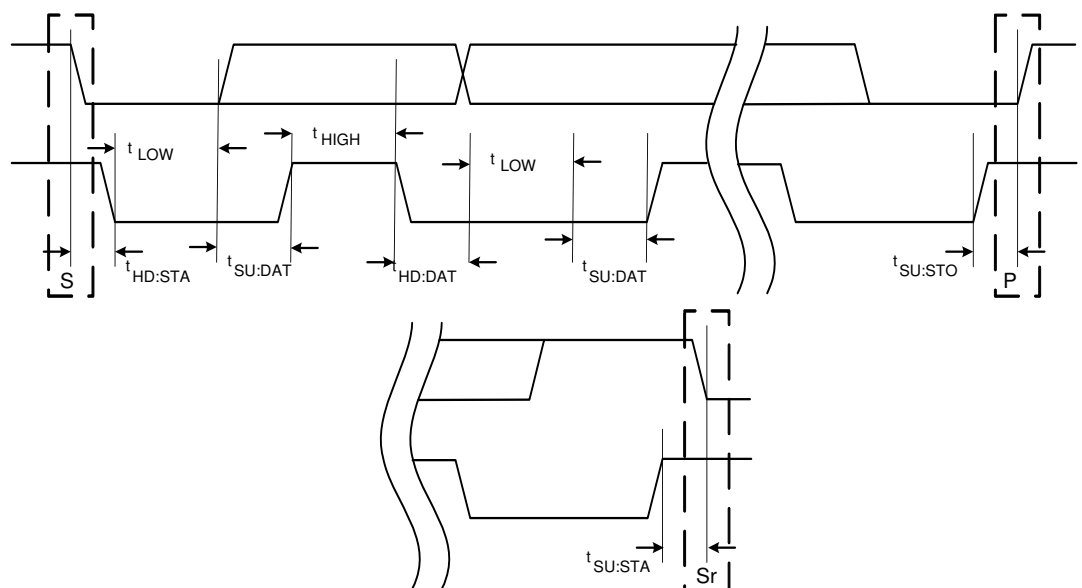 t HIGH
t LOW
t LOW
S
t HD:STA
t SU:DAT
t HD:DAT
t SU:DAT
t SU:STO
P
t SU:STA
Sr